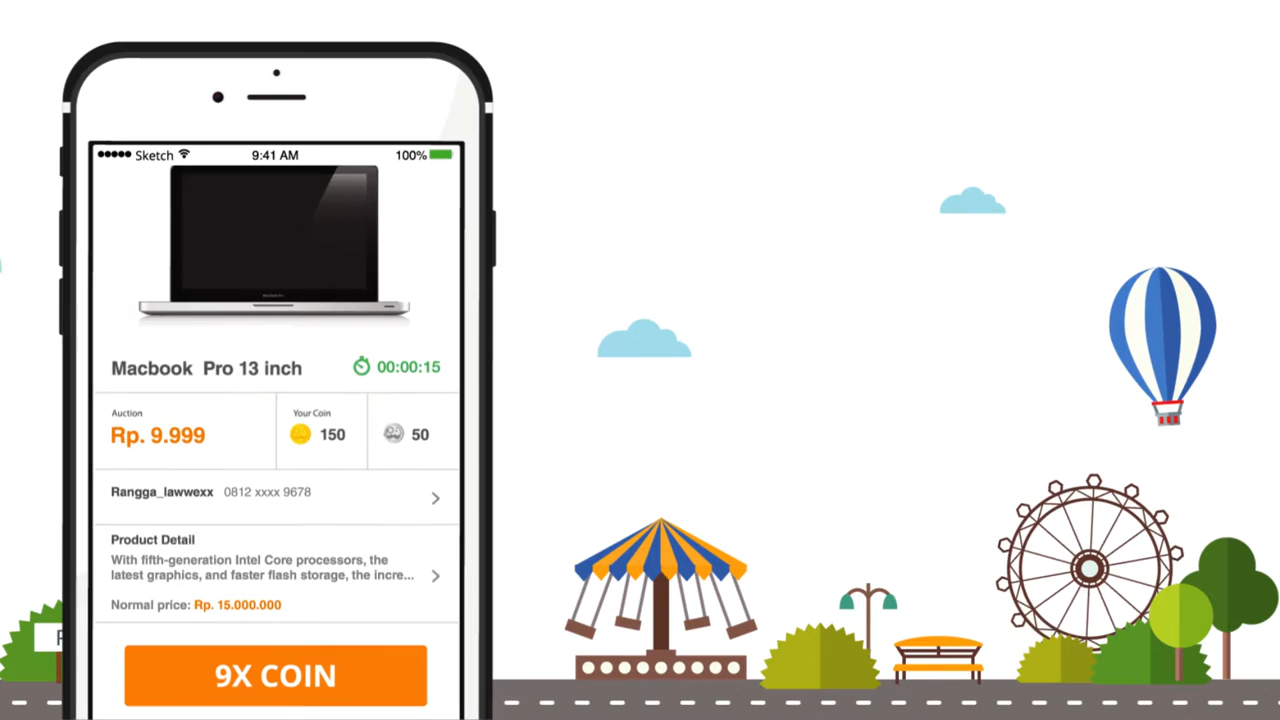 Sketch 9:41 AM 100%
Macbook Pro 13 inch 00:00:15
Auction
Your Coin
Rp. 9.999
150
50
Rangga_lawwexx 0812 xxxx 9678
Product Detail
With fifth-generation Intel Core processors, the
latest graphics, and faster flash storage, the incre...
Normal price: Rp. 15.000.000
9X COIN